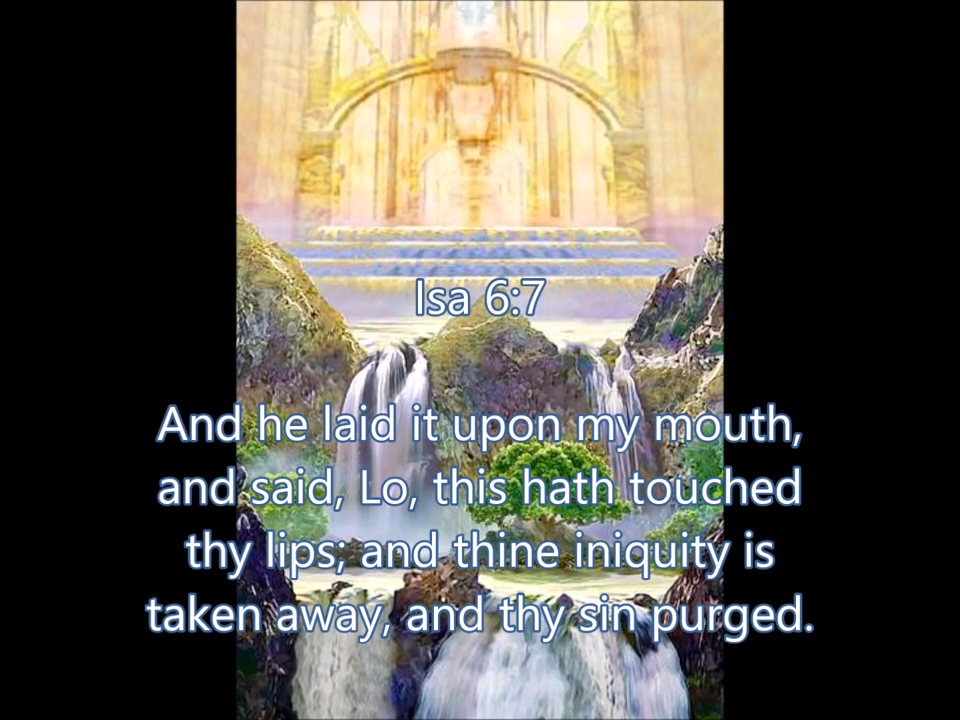 Isa 6:7
And he laid it upon my mouth,
and said, Lo, this hath touched
thy lips; and thine iniquity is
taken away, and thy sin purged.